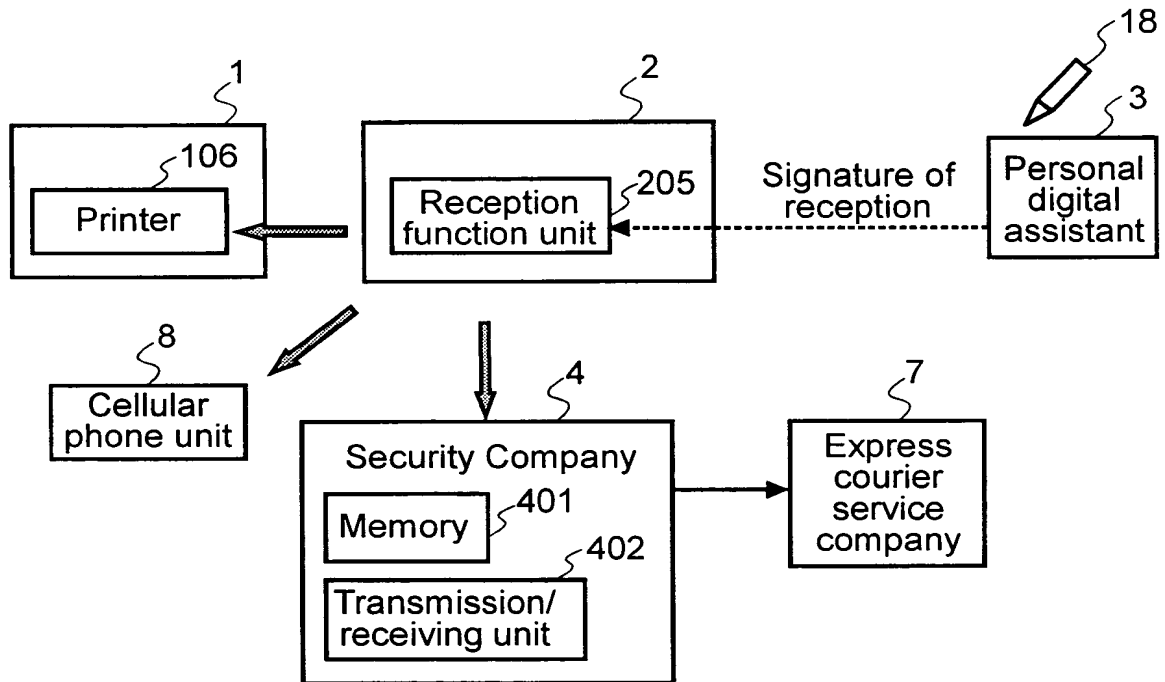 18
1
2
3
106
Printer
205
Reception
function unit
Signature of
reception
Personal
digital
assistant
8
Cellular
phone unit
4
Security Company
401
Memory
402
Transmission/
receiving unit
7
Express
courier
service
company